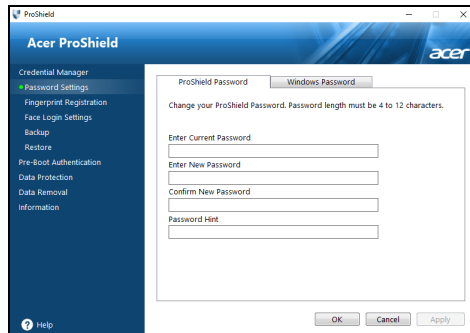 ProShield
Acer ProShield
acer
Credential Manager
Password Settings
Fingerprint Registration
Face Login Settings
Backup
Restore
Pre-Boot Authentication
Data Protection
Data Removal
Information
Help
ProShield Password
Windows Password
Change your ProShield Password. Password length must be 4 to 12 characters.
Enter Current Password
Enter New Password
Confirm New Password
Password Hint
OK
Cancel
Apply